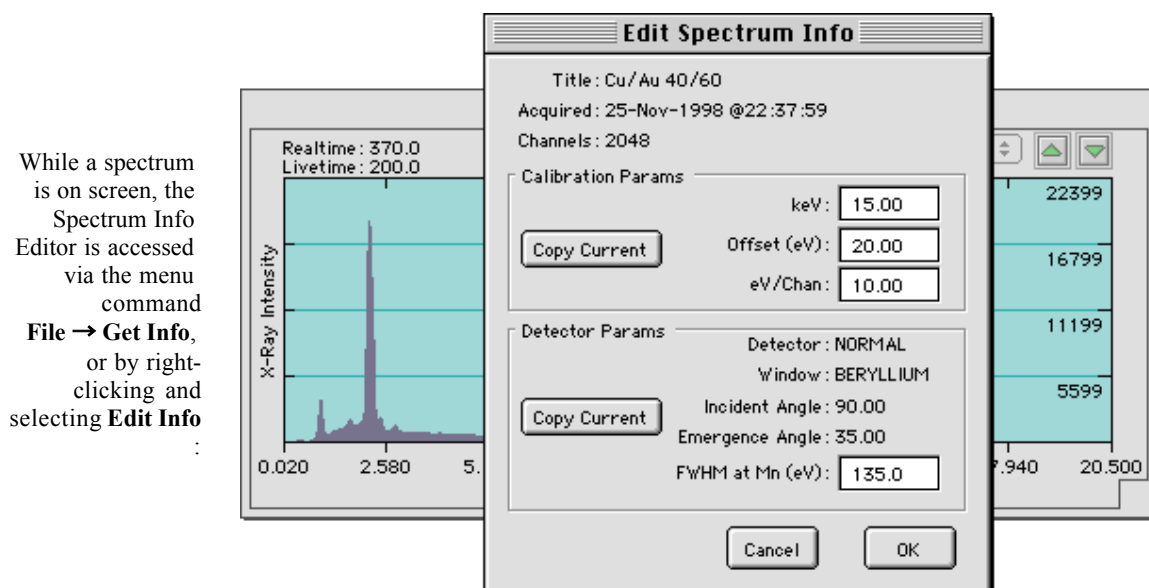 While a spectrum
is on screen, the
Spectrum Info
Editor is accessed
via the menu
command
File → Get Info,
or by right-
clicking and
selecting Edit Info
:
Edit Spectrum Info
Title: Cu/Au 40/60
Acquired: 25-Nov-1998 @22:37:59
Channels: 2048
Calibration Params
keV: 15.00
Copy Current
Offset (eV): 20.00
eV/Chan: 10.00
Detector Params
Detector: NORMAL
Window: BERYLLIUM
Copy Current
Incident Angle: 90.00
Emergence Angle: 35.00
FWHM at Mn (eV): 135.0
Cancel OK
Realtime: 370.0
Livetime: 200.0
X-Ray Intensity
22399
16799
11199
5599
0.020 2.580 5. 7.940 20.500